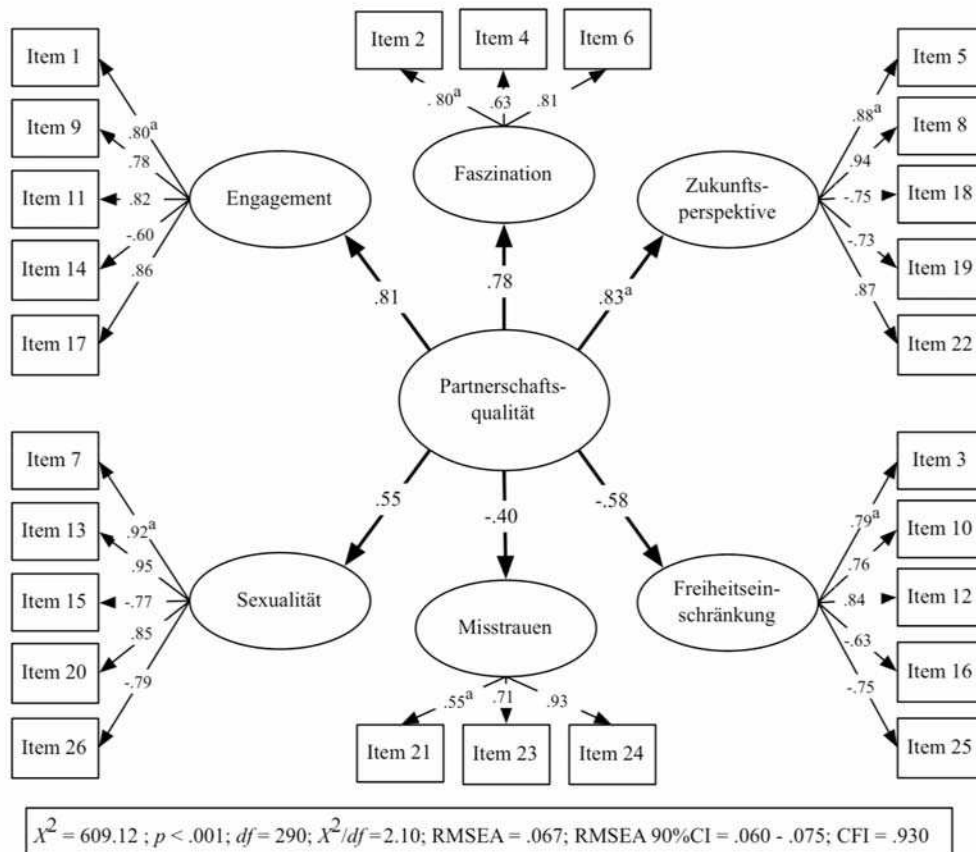 Item 2
Item 4
Item 6
.80a
.63
.81
Faszination
Item 1
Item 9
Item 11
Item 14
Item 17
.80a
.78
.82
-.60
.86
Engagement
Item 5
Item 8
Item 18
Item 19
Item 22
.88a
.94
-.75
-.73
.87
Zukunfts-
perspektive
.81
.78
.83a
Partnerschafts-
qualität
.55
-.40
-.58
Item 7
Item 13
Item 15
Item 20
Item 26
.92a
.95
-.77
.85
-.79
Sexualität
Misstrauen
.55a
.71
.93
Item 21
Item 23
Item 24
Freiheitsein-
schränkung
.79a
.76
.84
-.63
-.75
Item 3
Item 10
Item 12
Item 16
Item 25
X2 = 609.12 ; p < .001; df = 290; X2/df =2.10; RMSEA = .067; RMSEA 90%CI = .060 - .075; CFI = .930